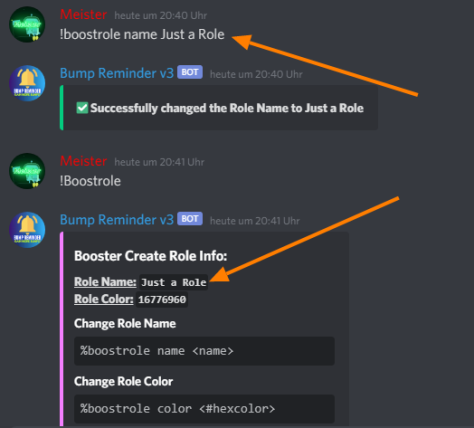 Meister heute um 20:40 Uhr
!boostrole name Just a Role
Bump Reminder v3 BOT heute um 20:40 Uhr
✅ Successfully changed the Role Name to Just a Role
Meister heute um 20:41 Uhr
!Boostrole
Bump Reminder v3 BOT heute um 20:41 Uhr
Booster Create Role Info:
Role Name: Just a Role
Role Color: 16776960
Change Role Name
%boostrole name <name>
Change Role Color
%boostrole color <#hexcolor>